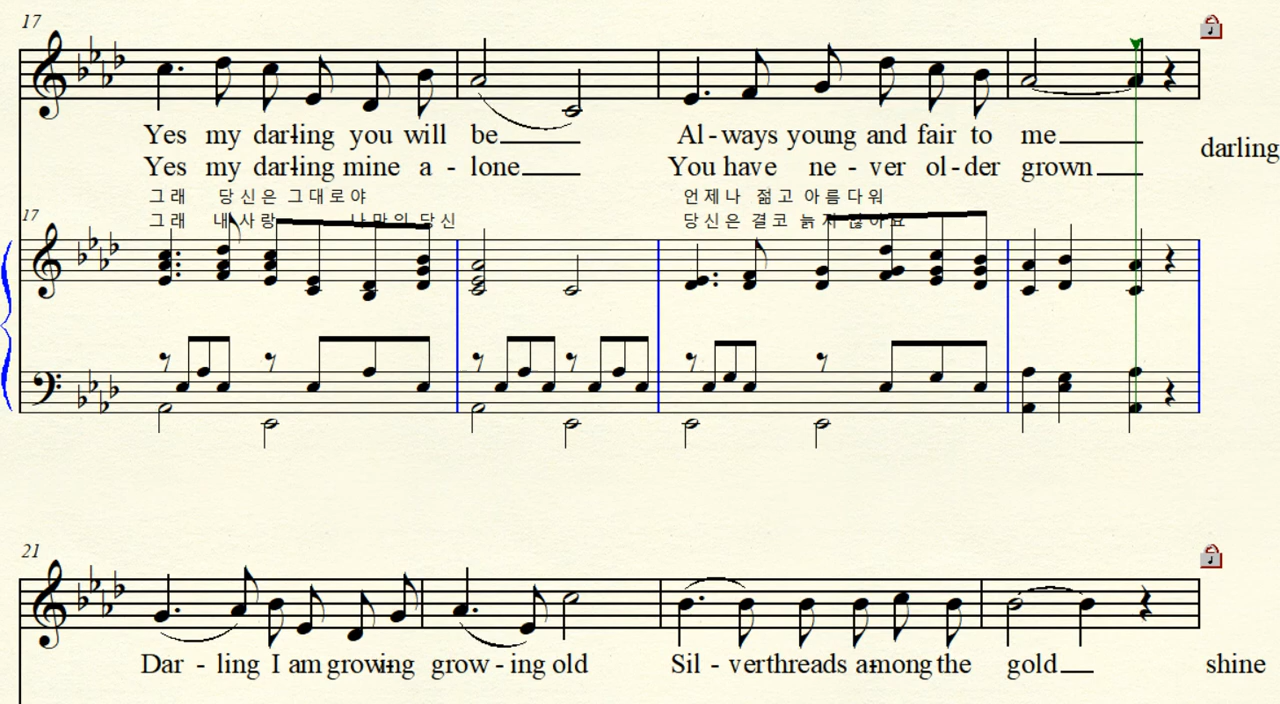 17
Yes my dar-ling you will be Al-ways young and fair to me darling
Yes my dar-ling mine a-lone You have ne-ver ol-der grown
그래 당신은 그대로야 언제나 젊고 아름다워
17
그래 내 사랑 나만의 당신 당신은 결코 늙지 않아요
21
Dar-ling I am grow-ing grow-ing old Sil-ver threads a-mong the gold shine